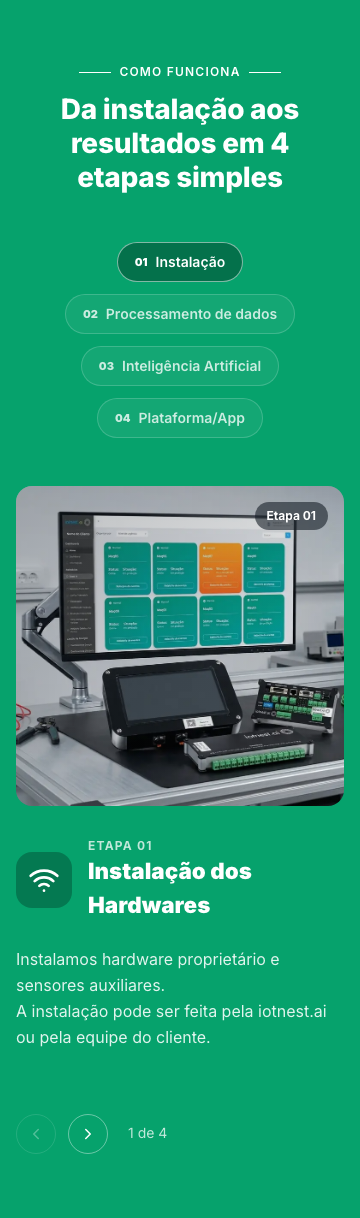 COMO FUNCIONA
Da instalação aos
resultados em 4
etapas simples
01 Instalação
02 Processamento de dados
03 Inteligência Artificial
04 Plataforma/App
Etapa 01
iotnest.ai
ETAPA 01
Instalação dos
Hardwares
Instalamos hardware proprietário e
sensores auxiliares.
A instalação pode ser feita pela iotnest.ai
ou pela equipe do cliente.
1 de 4